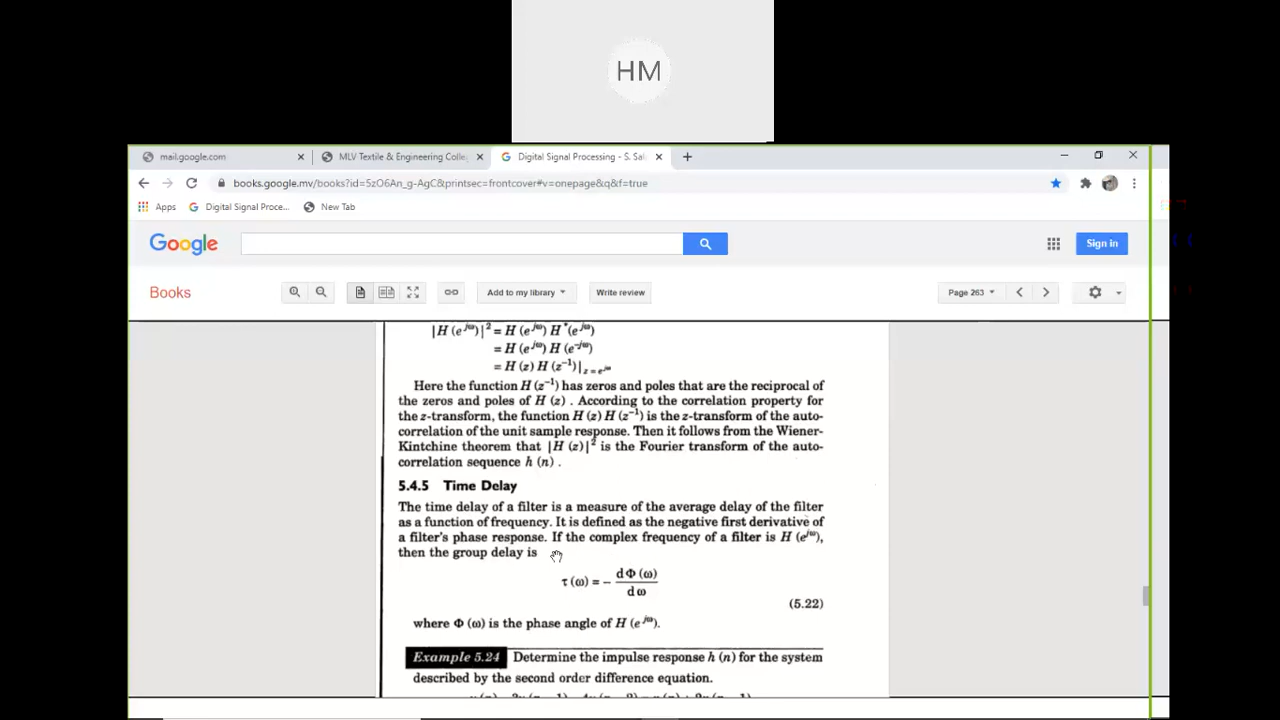 HM
mail.google.com
MLV Textile & Engineering Colle
Digital Signal Processing - S. Sal
books.google.mv/books?id=5zO6An_g-AgC&printsec=frontcover#v=onepage&q&f=true
Apps
Digital Signal Proce...
New Tab
Google
Sign in
Books
Add to my library
Write review
Page 263
|H (e^{jω})|² = H (e^{jω}) H*(e^{jω})
= H (e^{jω}) H (e^{-jω})
= H (z) H (z⁻¹)|_{z = e^{jω}}
Here the function H (z⁻¹) has zeros and poles that are the reciprocal of
the zeros and poles of H (z) . According to the correlation property for
the z-transform, the function H (z) H (z⁻¹) is the z-transform of the auto-
correlation of the unit sample response. Then it follows from the Wiener-
Kintchine theorem that |H (z)|² is the Fourier transform of the auto-
correlation sequence h (n) .
5.4.5 Time Delay
The time delay of a filter is a measure of the average delay of the filter
as a function of frequency. It is defined as the negative first derivative of
a filter's phase response. If the complex frequency of a filter is H (e^{jω}),
then the group delay is
τ (ω) = − dΦ (ω) / dω
(5.22)
where Φ (ω) is the phase angle of H (e^{jω}).
Example 5.24 Determine the impulse response h (n) for the system
described by the second order difference equation.